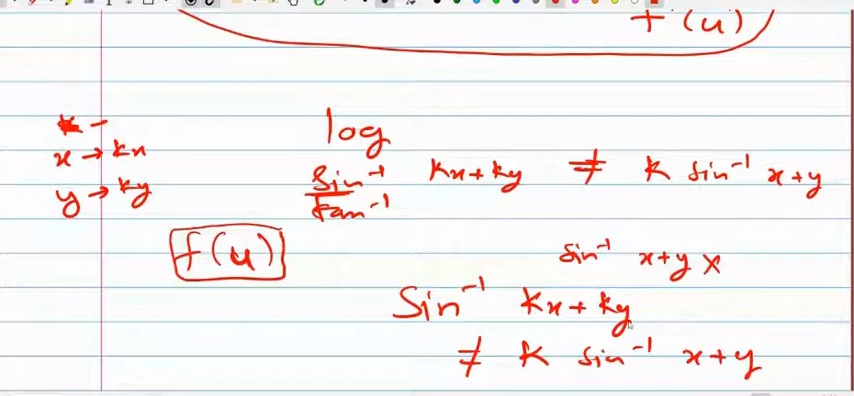 f(u)
log
k -
x → kx
y → ky
sin⁻¹ kx+ky ≠ k sin⁻¹ x+y
tan⁻¹
f(u)
sin⁻¹ x+y ×
sin⁻¹ kx+ky
≠ k sin⁻¹ x+y